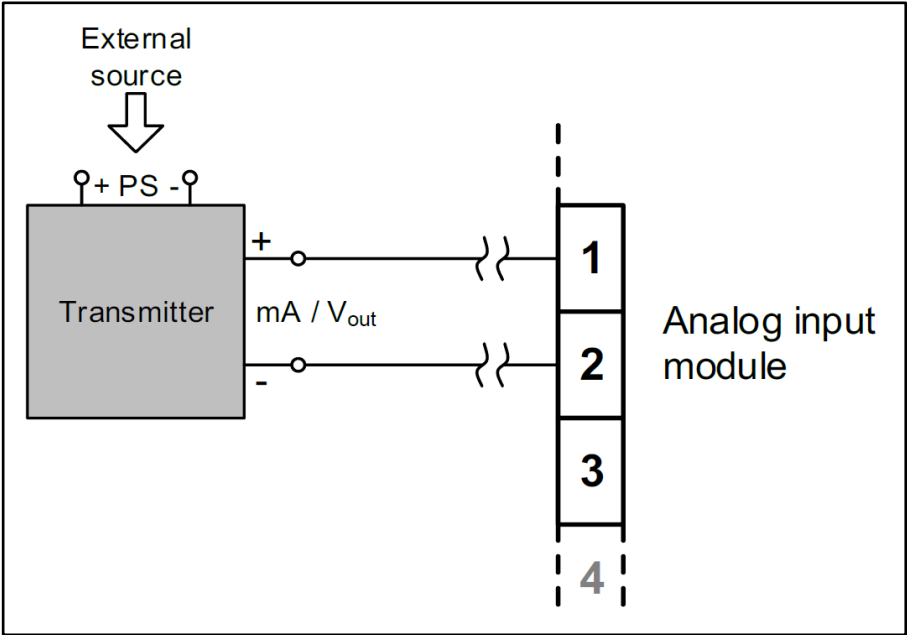 External
source
+ PS -
+
1
Transmitter
mA / Vout
Analog input
module
2
-
3
4